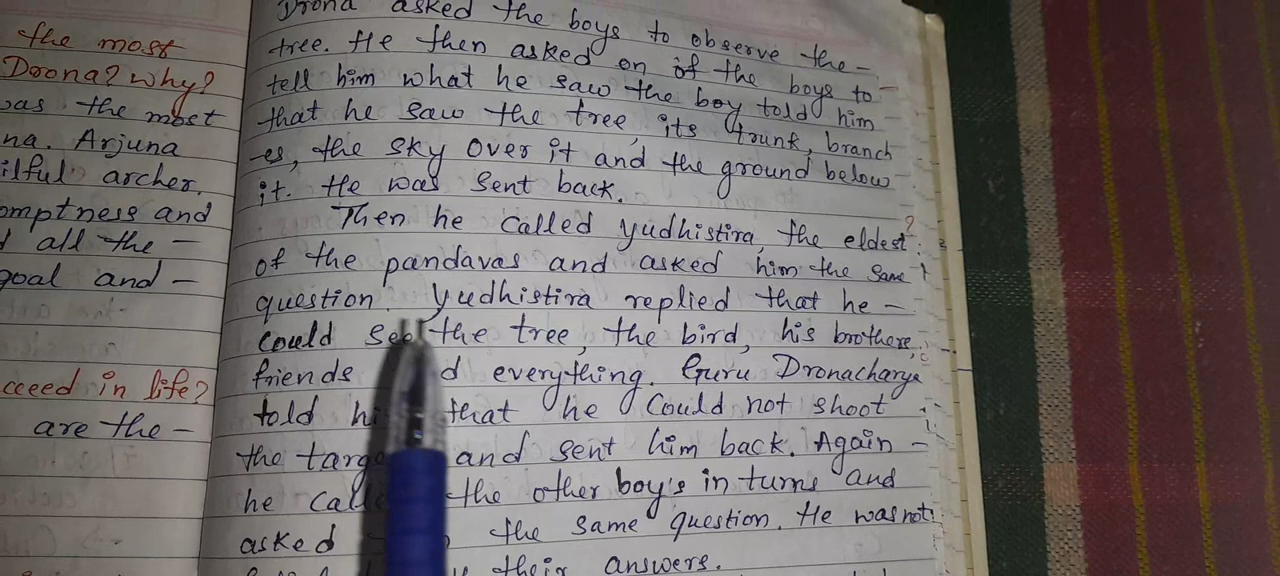 the most
Drona? why?
was the most
na. Arjuna
ilful archer.
omptness and
all the -
goal and -
cceed in life?
are the -
Drona asked the boys to observe the -
tree. He then asked on of the boys to -
tell him what he saw the boy told him
that he saw the tree, its trunk, branch
-es, the sky over it and the ground below
it. He was sent back.
Then he called yudhistira, the eldest
of the pandavas and asked him the same
question. Yudhistira replied that he -
could see the tree, the bird, his brothers,
friends d everything. Guru Dronacharya
told hi that he could not shoot
the targe and sent him back. Again -
he call the other boy's in turns and
asked the same question. He was not
their answers.